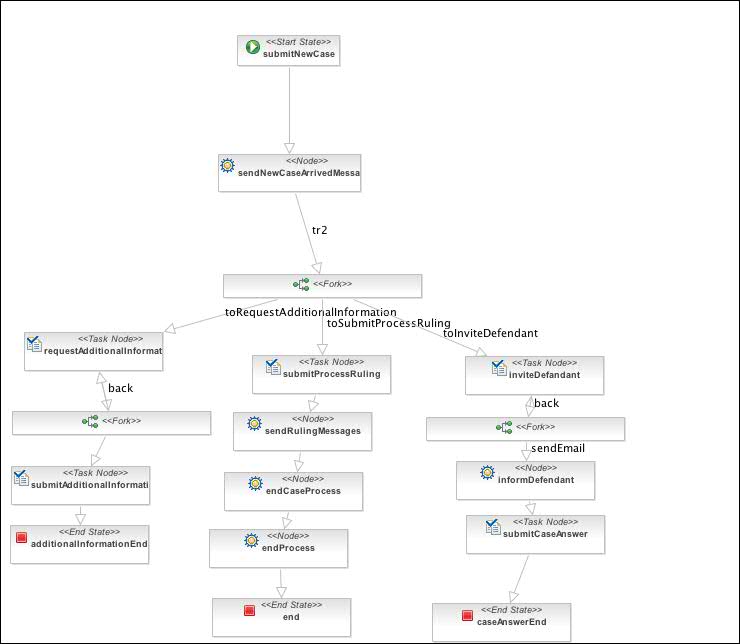 <<Start State>>
submitNewCase
<<Node>>
sendNewCaseArrivedMessa
tr2
<<Fork>>
toRequestAdditionalInformation
toSubmitProcessRuling
toInviteDefendant
<<Task Node>>
requestAdditionalInformat
<<Task Node>>
submitProcessRuling
<<Task Node>>
inviteDefandant
back
back
<<Fork>>
<<Node>>
sendRulingMessages
<<Fork>>
sendEmail
<<Task Node>>
submitAdditionalInformati
<<Node>>
endCaseProcess
<<Node>>
informDefendant
<<End State>>
additionalInformationEnd
<<Node>>
endProcess
<<Task Node>>
submitCaseAnswer
<<End State>>
end
<<End State>>
caseAnswerEnd